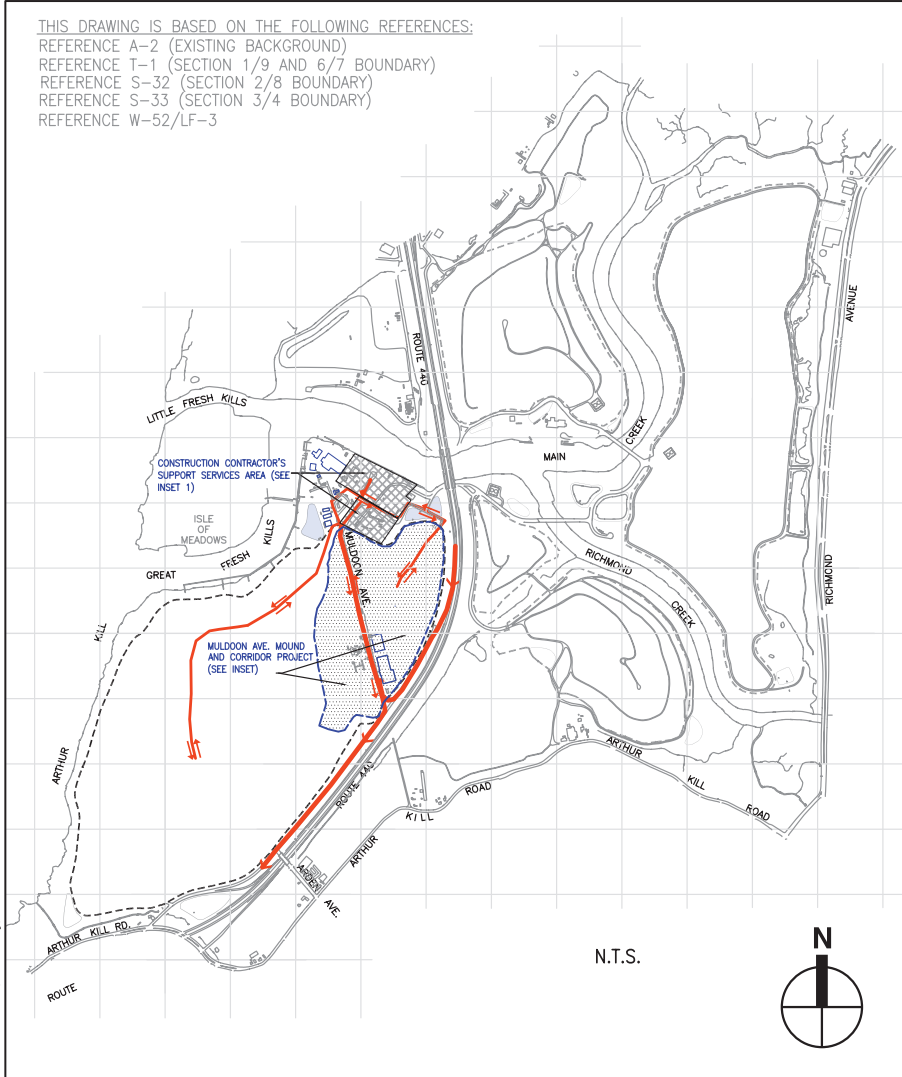 THIS DRAWING IS BASED ON THE FOLLOWING REFERENCES:
REFERENCE A-2 (EXISTING BACKGROUND)
REFERENCE T-1 (SECTION 1/9 AND 6/7 BOUNDARY)
REFERENCE S-32 (SECTION 2/8 BOUNDARY)
REFERENCE S-33 (SECTION 3/4 BOUNDARY)
REFERENCE W-52/LF-3
AVENUE
ROUTE 440
LITTLE FRESH KILLS
MAIN
CREEK
CONSTRUCTION CONTRACTOR'S
SUPPORT SERVICES AREA (SEE
INSET 1)
ISLE
OF
MEADOWS
GREAT
FRESH
KILLS
MULDOON
AVE.
RICHMOND
CREEK
RICHMOND
KILL
MULDOON AVE. MOUND
AND CORRIDOR PROJECT
(SEE INSET)
ARTHUR
ROUTE 440
ARTHUR
KILL
ROAD
ARTHUR
KILL
ROAD
ARDEN
AVE.
ARTHUR KILL RD.
ROUTE
N.T.S.
N